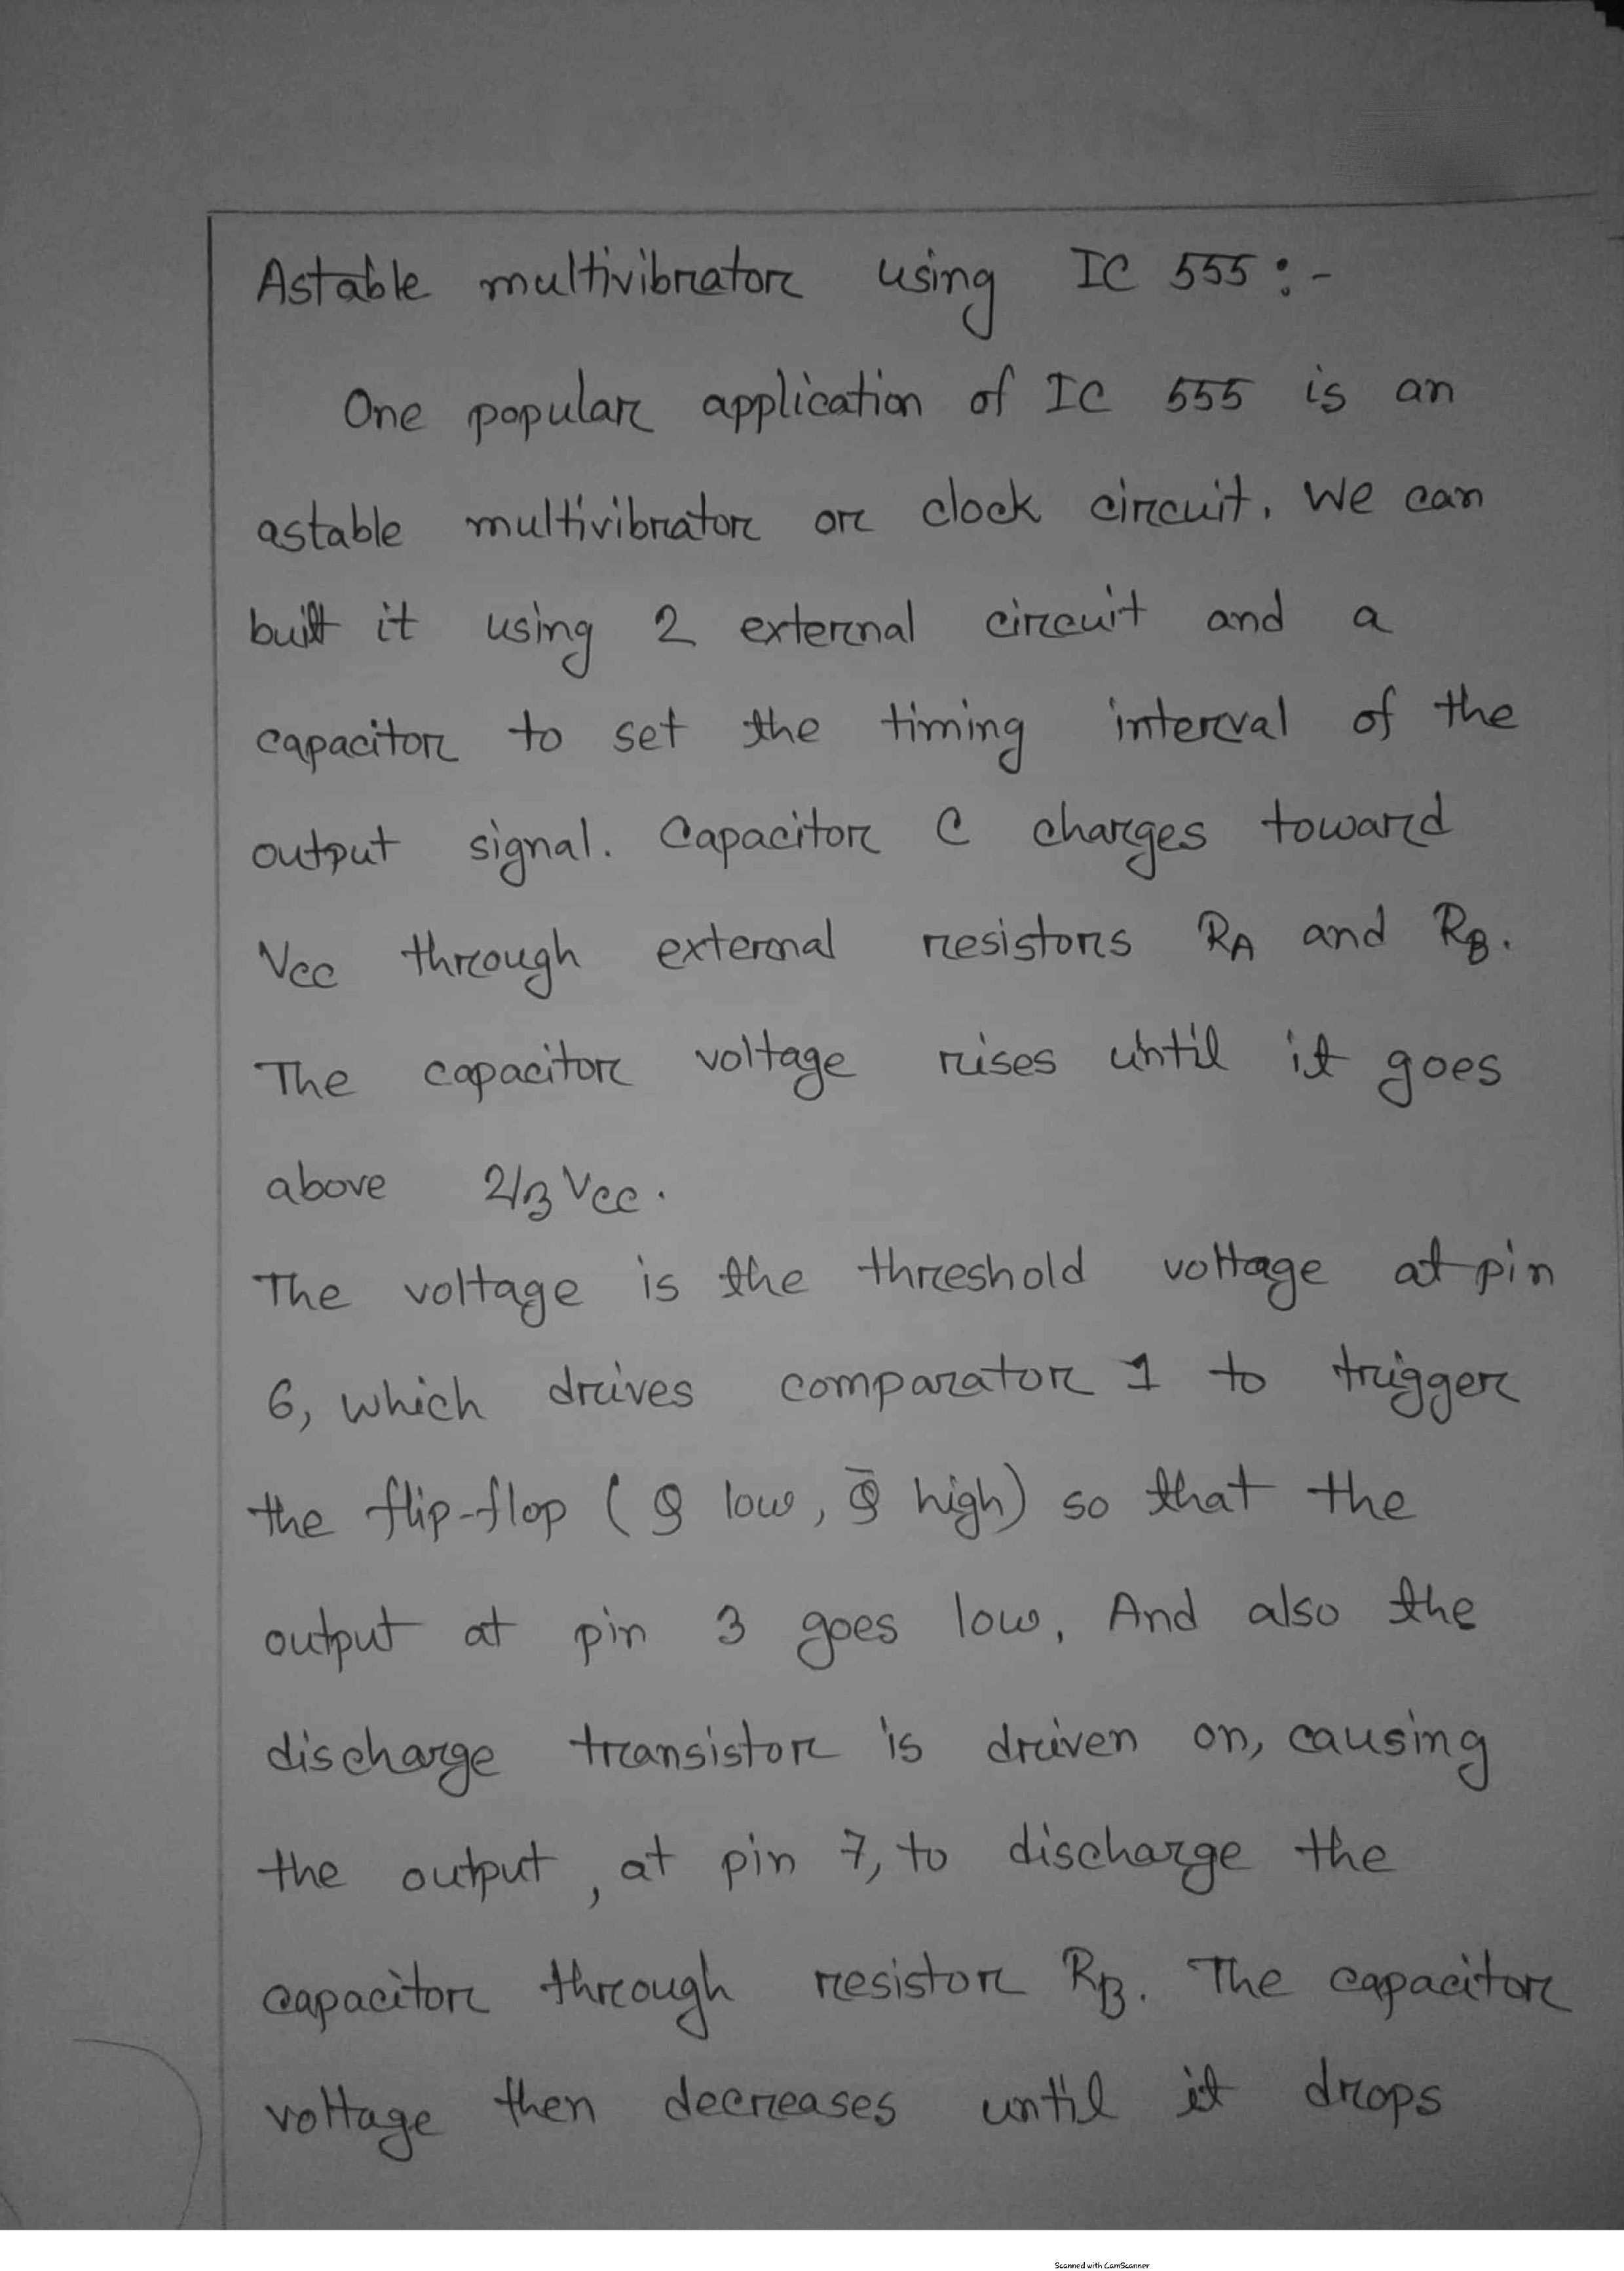 Astable multivibrator using IC 555:-
One popular application of IC 555 is an
astable multivibrator or clock circuit. We can
built it using 2 external circuit and a
capacitor to set the timing interval of the
output signal. Capacitor C charges toward
Vcc through external resistors RA and RB.
The capacitor voltage rises until it goes
above 2/3 Vcc.
The voltage is the threshold voltage at pin
6, which drives comparator 1 to trigger
the flip-flop (Q low, Q̄ high) so that the
output at pin 3 goes low. And also the
discharge transistor is driven on, causing
the output, at pin 7, to discharge the
capacitor through resistor RB. The capacitor
voltage then decreases until it drops
Scanned with CamScanner